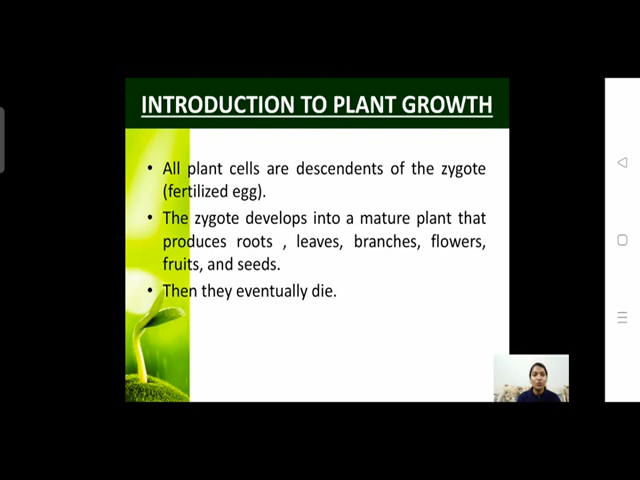 INTRODUCTION TO PLANT GROWTH
• All plant cells are descendents of the zygote
(fertilized egg).
• The zygote develops into a mature plant that
produces roots , leaves, branches, flowers,
fruits, and seeds.
• Then they eventually die.